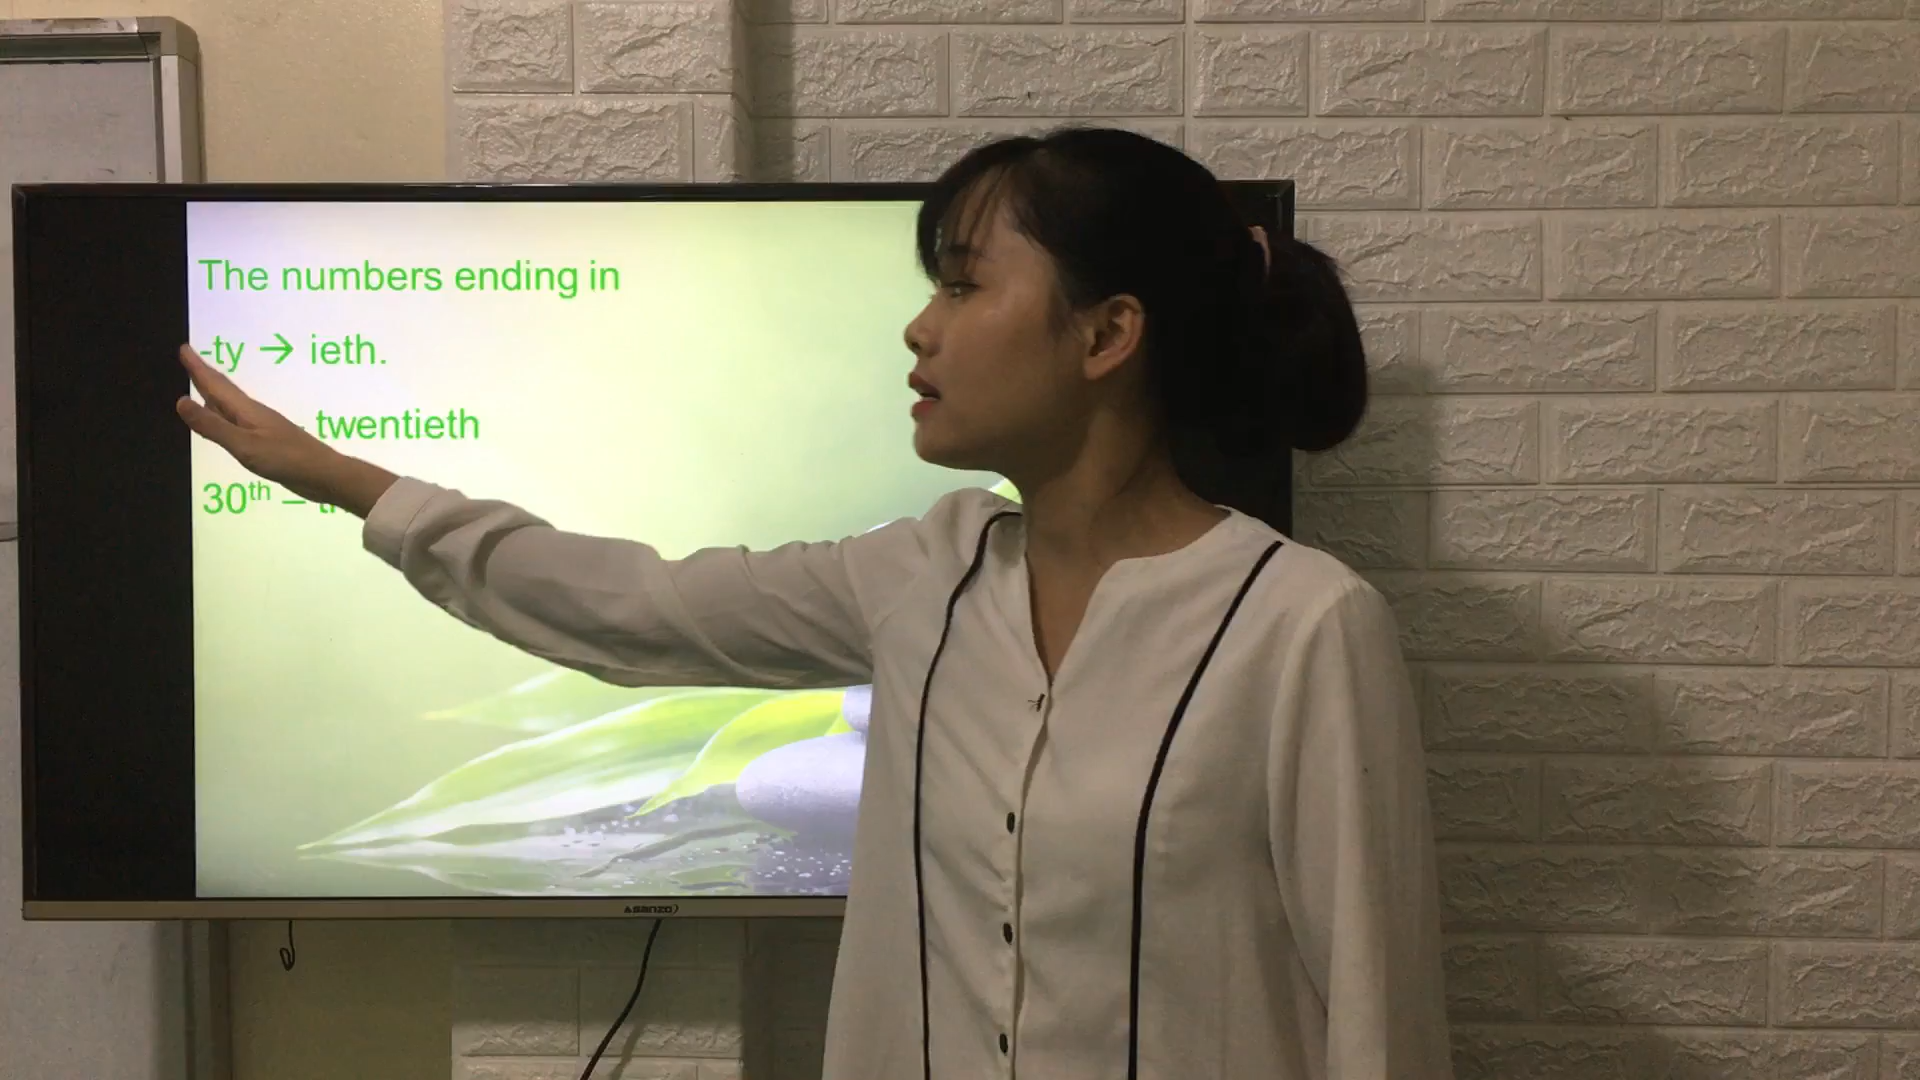 The numbers ending in
-ty → ieth.
– twentieth
30th –
Asanzo